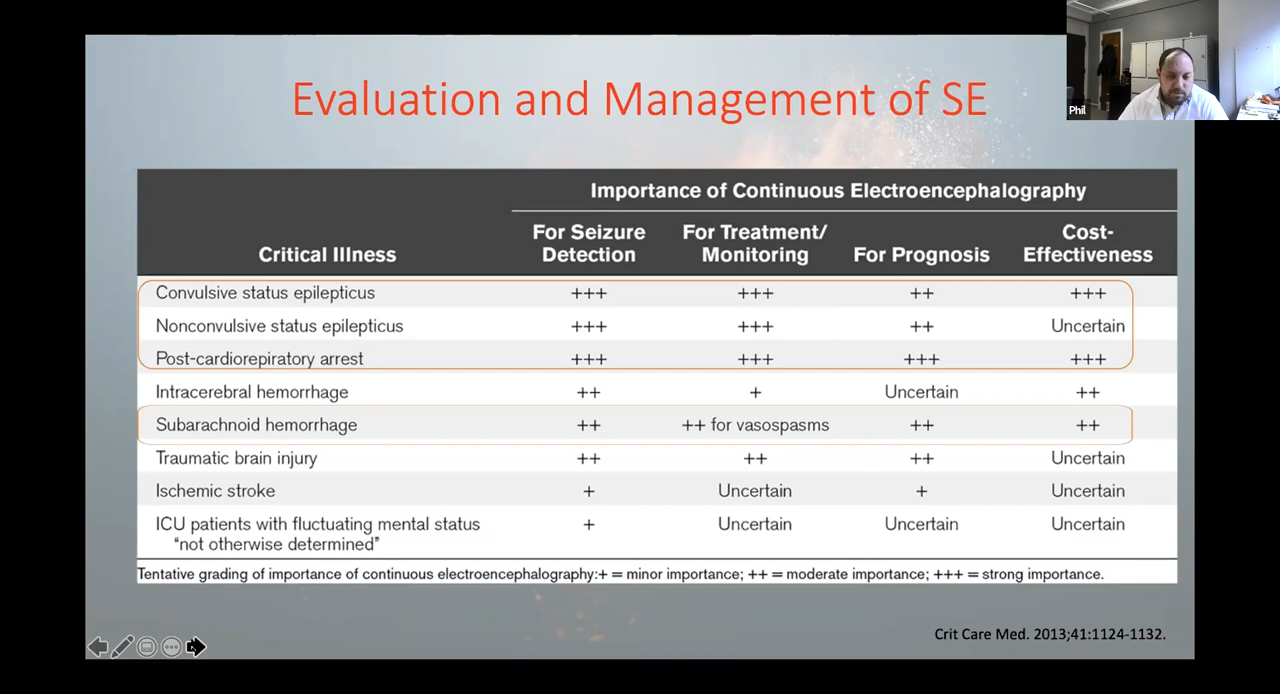 Evaluation and Management of SE
Phil
Importance of Continuous Electroencephalography
Critical Illness
For Seizure Detection
For Treatment/ Monitoring
For Prognosis
Cost- Effectiveness
Convulsive status epilepticus +++ +++ ++ +++
Nonconvulsive status epilepticus +++ +++ ++ Uncertain
Post-cardiorepiratory arrest +++ +++ +++ +++
Intracerebral hemorrhage ++ + Uncertain ++
Subarachnoid hemorrhage ++ ++ for vasospasms ++ ++
Traumatic brain injury ++ ++ ++ Uncertain
Ischemic stroke + Uncertain + Uncertain
ICU patients with fluctuating mental status + Uncertain Uncertain Uncertain
“not otherwise determined”
Tentative grading of importance of continuous electroencephalography:+ = minor importance; ++ = moderate importance; +++ = strong importance.
Crit Care Med. 2013;41:1124-1132.